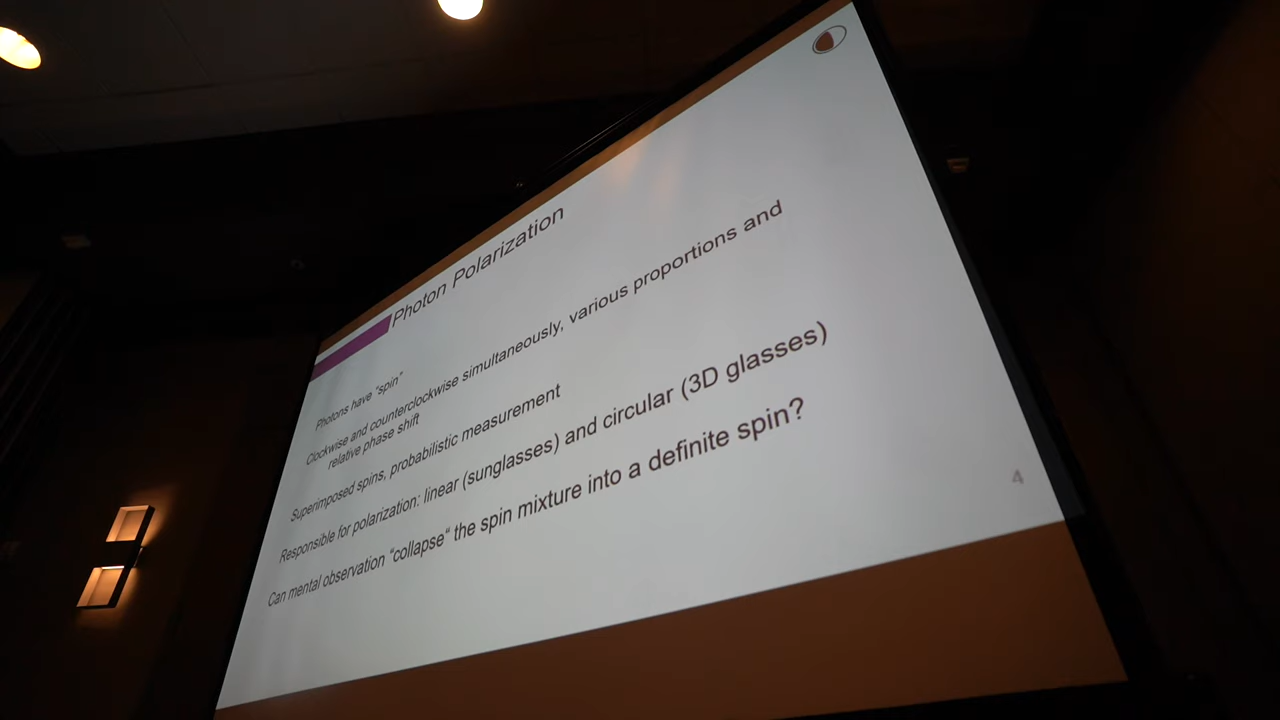 Photon Polarization
Photons have "spin"
Clockwise and counterclockwise simultaneously, various proportions and
relative phase shift
Superimposed spins, probabilistic measurement
Responsible for polarization: linear (sunglasses) and circular (3D glasses)
Can mental observation "collapse“ the spin mixture into a definite spin?
4